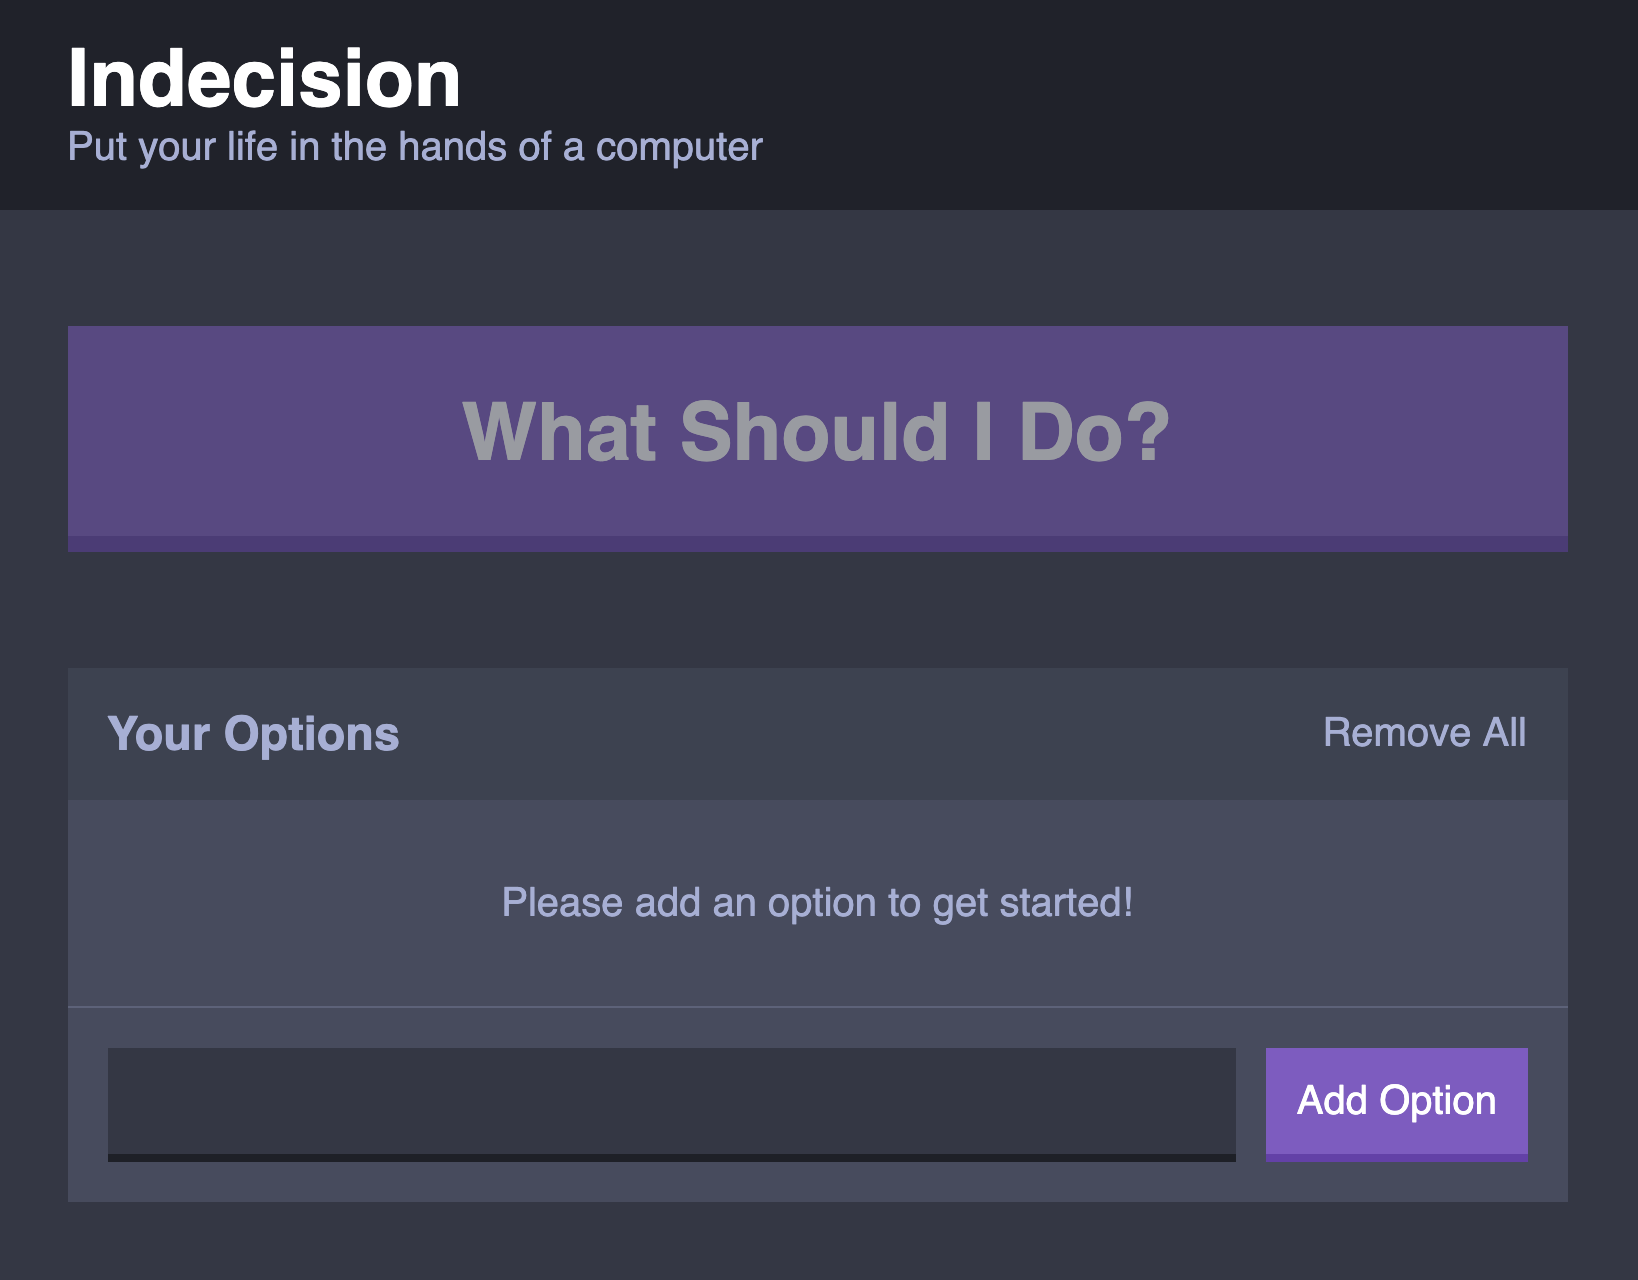 Indecision
Put your life in the hands of a computer
What Should I Do?
Your Options
Remove All
Please add an option to get started!
Add Option